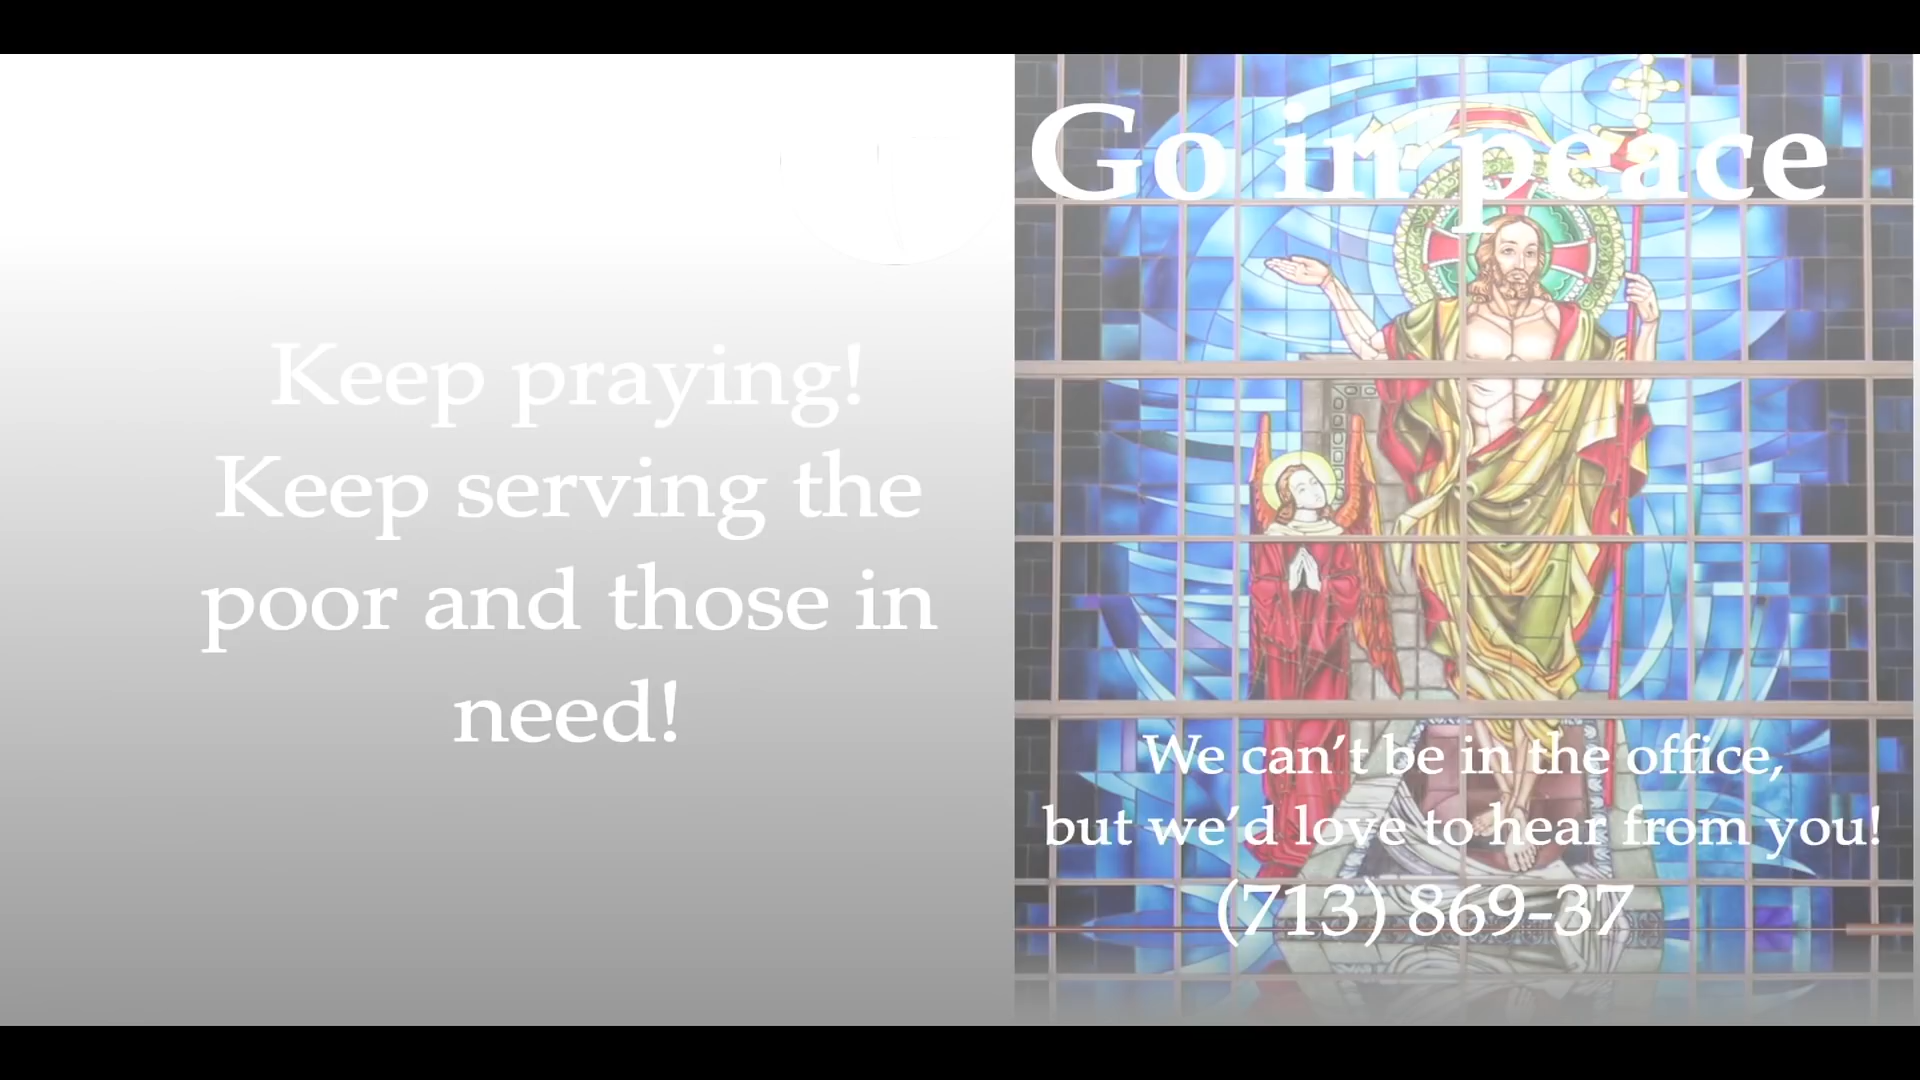 Go in peace
Keep praying!
Keep serving the
poor and those in
need!
We can't be in the office,
but we'd love to hear from you!
(713) 869-37